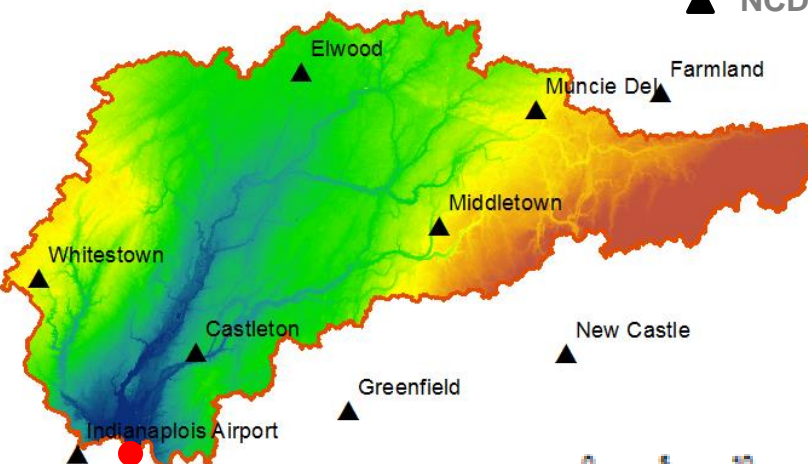 NCD
Elwood
Farmland
Muncie Del
Middletown
Whitestown
Castleton
New Castle
Greenfield
Indianaplois Airport